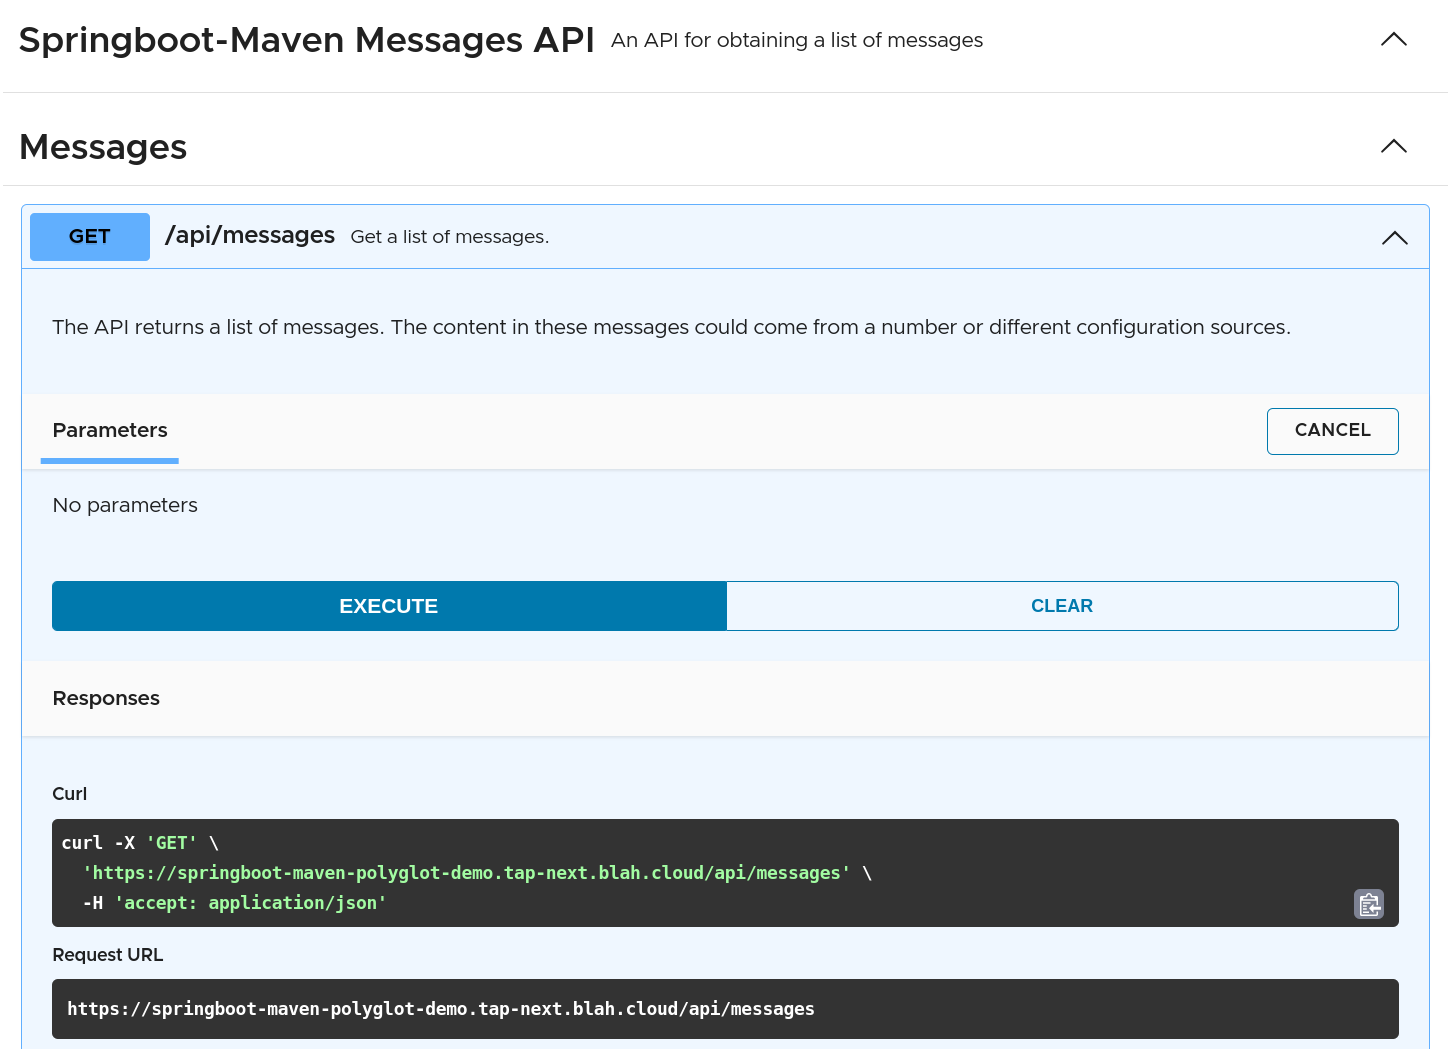 Springboot-Maven Messages API An API for obtaining a list of messages
Messages
GET /api/messages Get a list of messages.
The API returns a list of messages. The content in these messages could come from a number or different configuration sources.
Parameters CANCEL
No parameters
EXECUTE CLEAR
Responses
Curl
curl -X 'GET' \
  'https://springboot-maven-polyglot-demo.tap-next.blah.cloud/api/messages' \
  -H 'accept: application/json'
Request URL
https://springboot-maven-polyglot-demo.tap-next.blah.cloud/api/messages